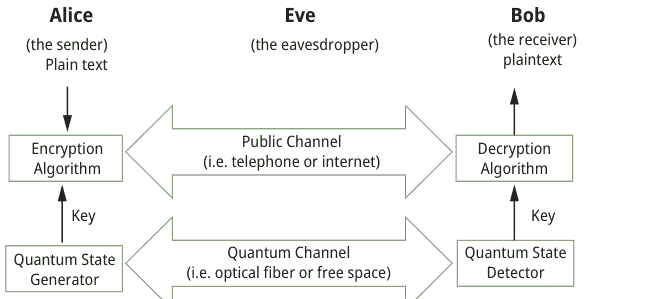 Alice
(the sender)
Plain text
Eve
(the eavesdropper)
Bob
(the receiver)
plaintext
Encryption
Algorithm
Public Channel
(i.e. telephone or internet)
Decryption
Algorithm
Key
Key
Quantum State
Generator
Quantum Channel
(i.e. optical fiber or free space)
Quantum State
Detector